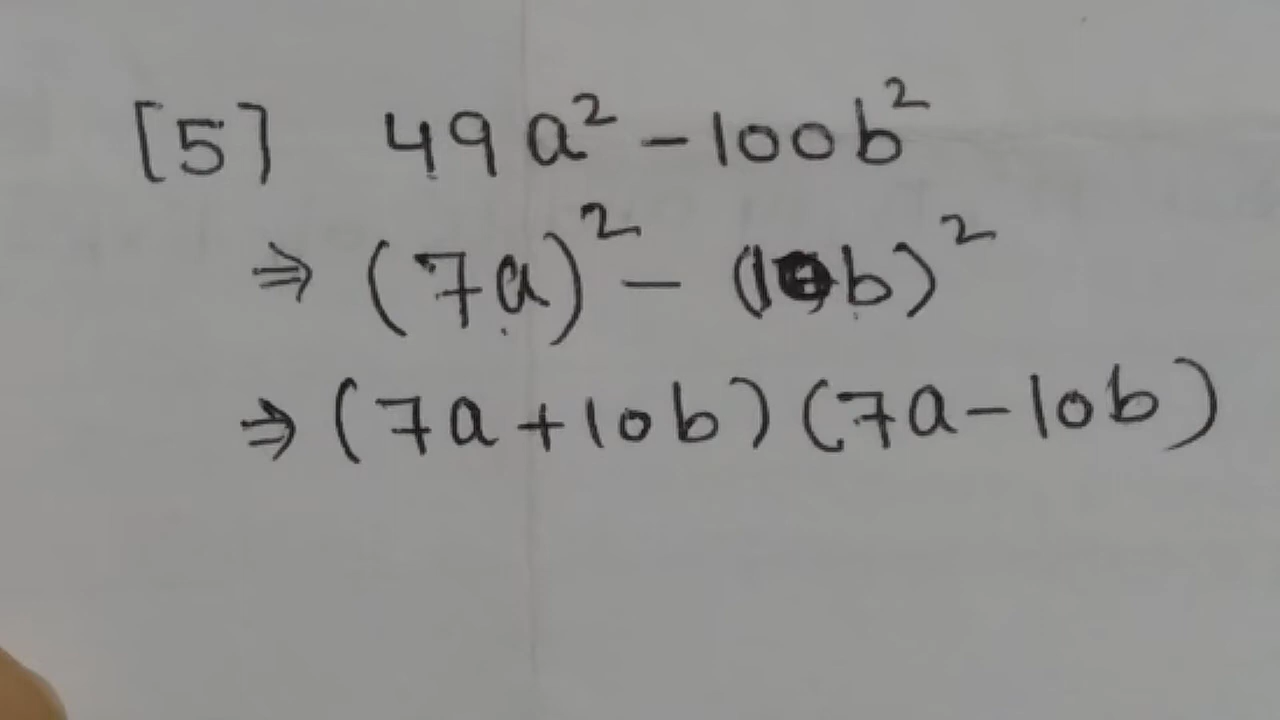 [5] 49a² - 100b²
⇒ (7a)² - (10b)²
⇒ (7a+10b)(7a-10b)